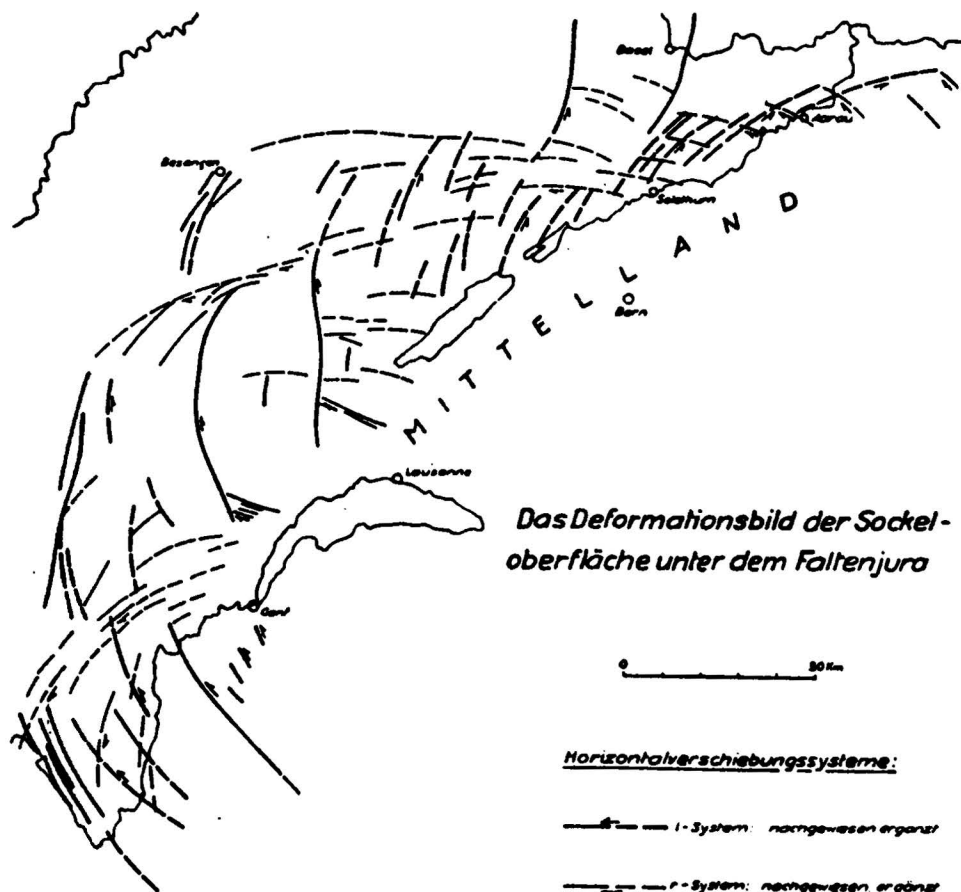 Basel
Aarau
Besançon
Solothurn
MITTELLAND
Bern
Lausanne
Das Deformationsbild der Sockel-
oberfläche unter dem Faltenjura
Genf
0 50 Km
Horizontalverschiebungssysteme:
l-System: nachgewiesen ergänzt
r-System: nachgewiesen, ergänzt